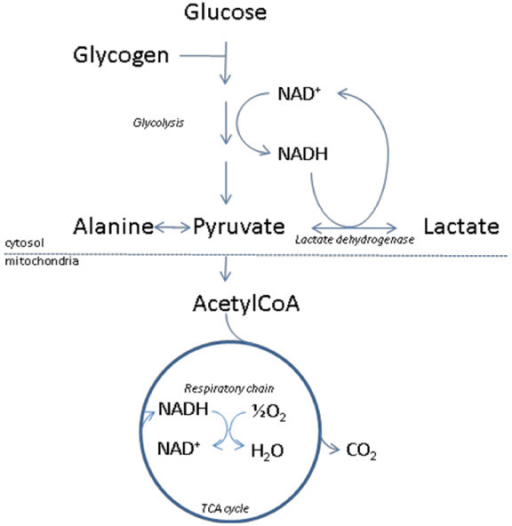 Glucose
Glycogen
NAD⁺
Glycolysis
NADH
Alanine Pyruvate Lactate
Lactate dehydrogenase
cytosol
mitochondria
AcetylCoA
Respiratory chain
NADH ½O₂
NAD⁺ H₂O CO₂
TCA cycle